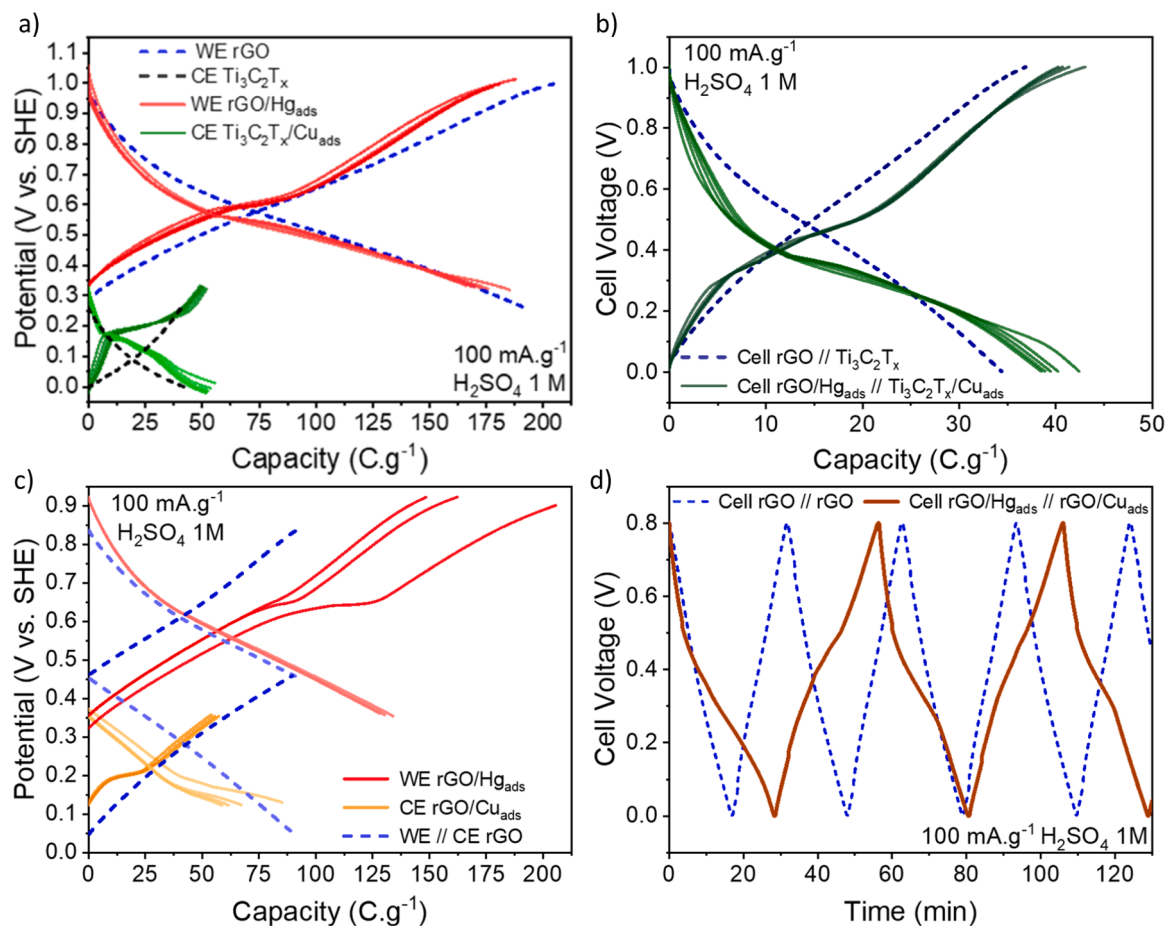 a)
1.1
1.0
0.9
0.8
0.7
0.6
0.5
0.4
0.3
0.2
0.1
0.0
Potential (V vs. SHE)
WE rGO
CE Ti₃C₂Tₓ
WE rGO/Hg_ads
CE Ti₃C₂Tₓ/Cu_ads
100 mA.g⁻¹
H₂SO₄ 1 M
0 25 50 75 100 125 150 175 200
Capacity (C.g⁻¹)
b)
100 mA.g⁻¹
H₂SO₄ 1 M
1.0
0.8
0.6
0.4
0.2
0.0
Cell Voltage (V)
Cell rGO // Ti₃C₂Tₓ
Cell rGO/Hg_ads // Ti₃C₂Tₓ/Cu_ads
0 10 20 30 40 50
Capacity (C.g⁻¹)
c)
100 mA.g⁻¹
H₂SO₄ 1M
0.9
0.8
0.7
0.6
0.5
0.4
0.3
0.2
0.1
0.0
Potential (V vs. SHE)
WE rGO/Hg_ads
CE rGO/Cu_ads
WE // CE rGO
0 25 50 75 100 125 150 175 200
Capacity (C.g⁻¹)
d)
Cell rGO // rGO
Cell rGO/Hg_ads // rGO/Cu_ads
0.8
0.6
0.4
0.2
0.0
Cell Voltage (V)
100 mA.g⁻¹ H₂SO₄ 1M
0 20 40 60 80 100 120
Time (min)